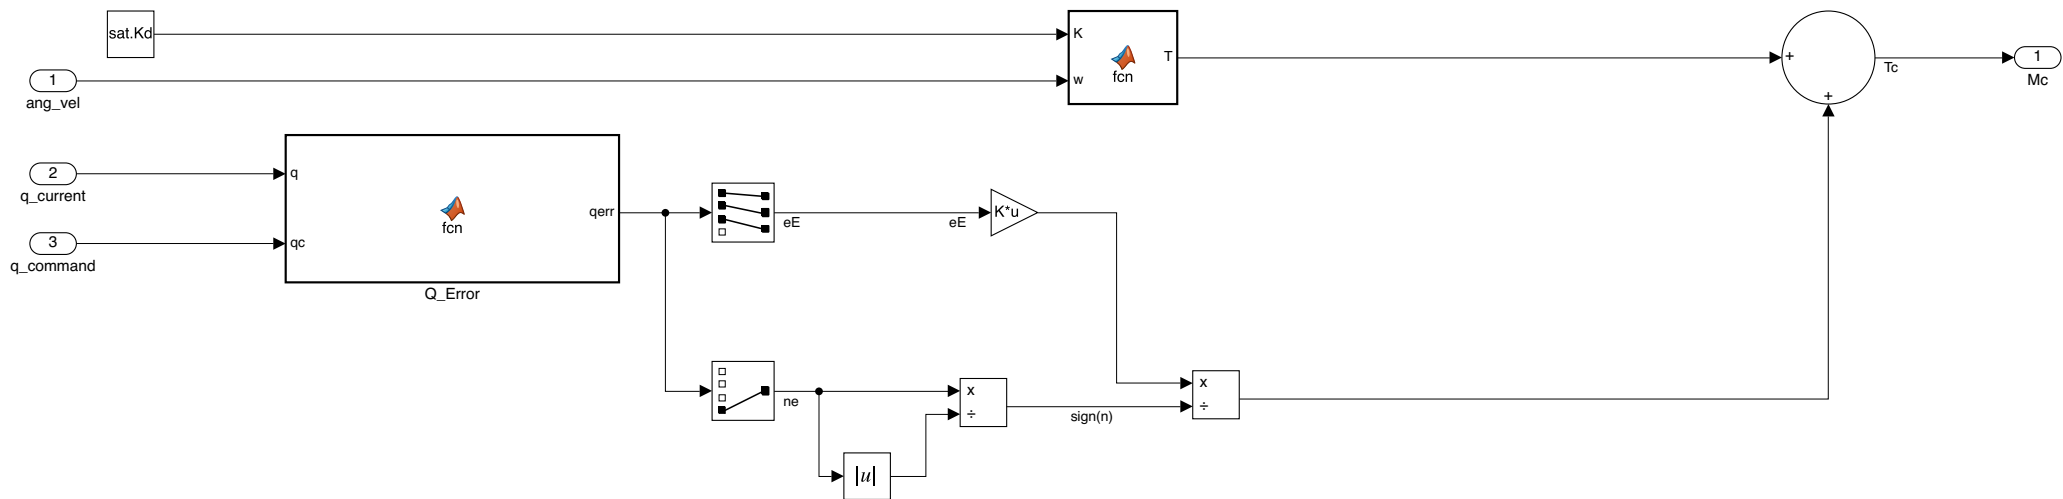 sat.Kd
K
T
fcn
w
1
ang_vel
+
+
Tc
1
Mc
2
q_current
q
qerr
fcn
3
q_command
qc
Q_Error
eE
eE
K*u
ne
x
÷
sign(n)
x
÷
|u|